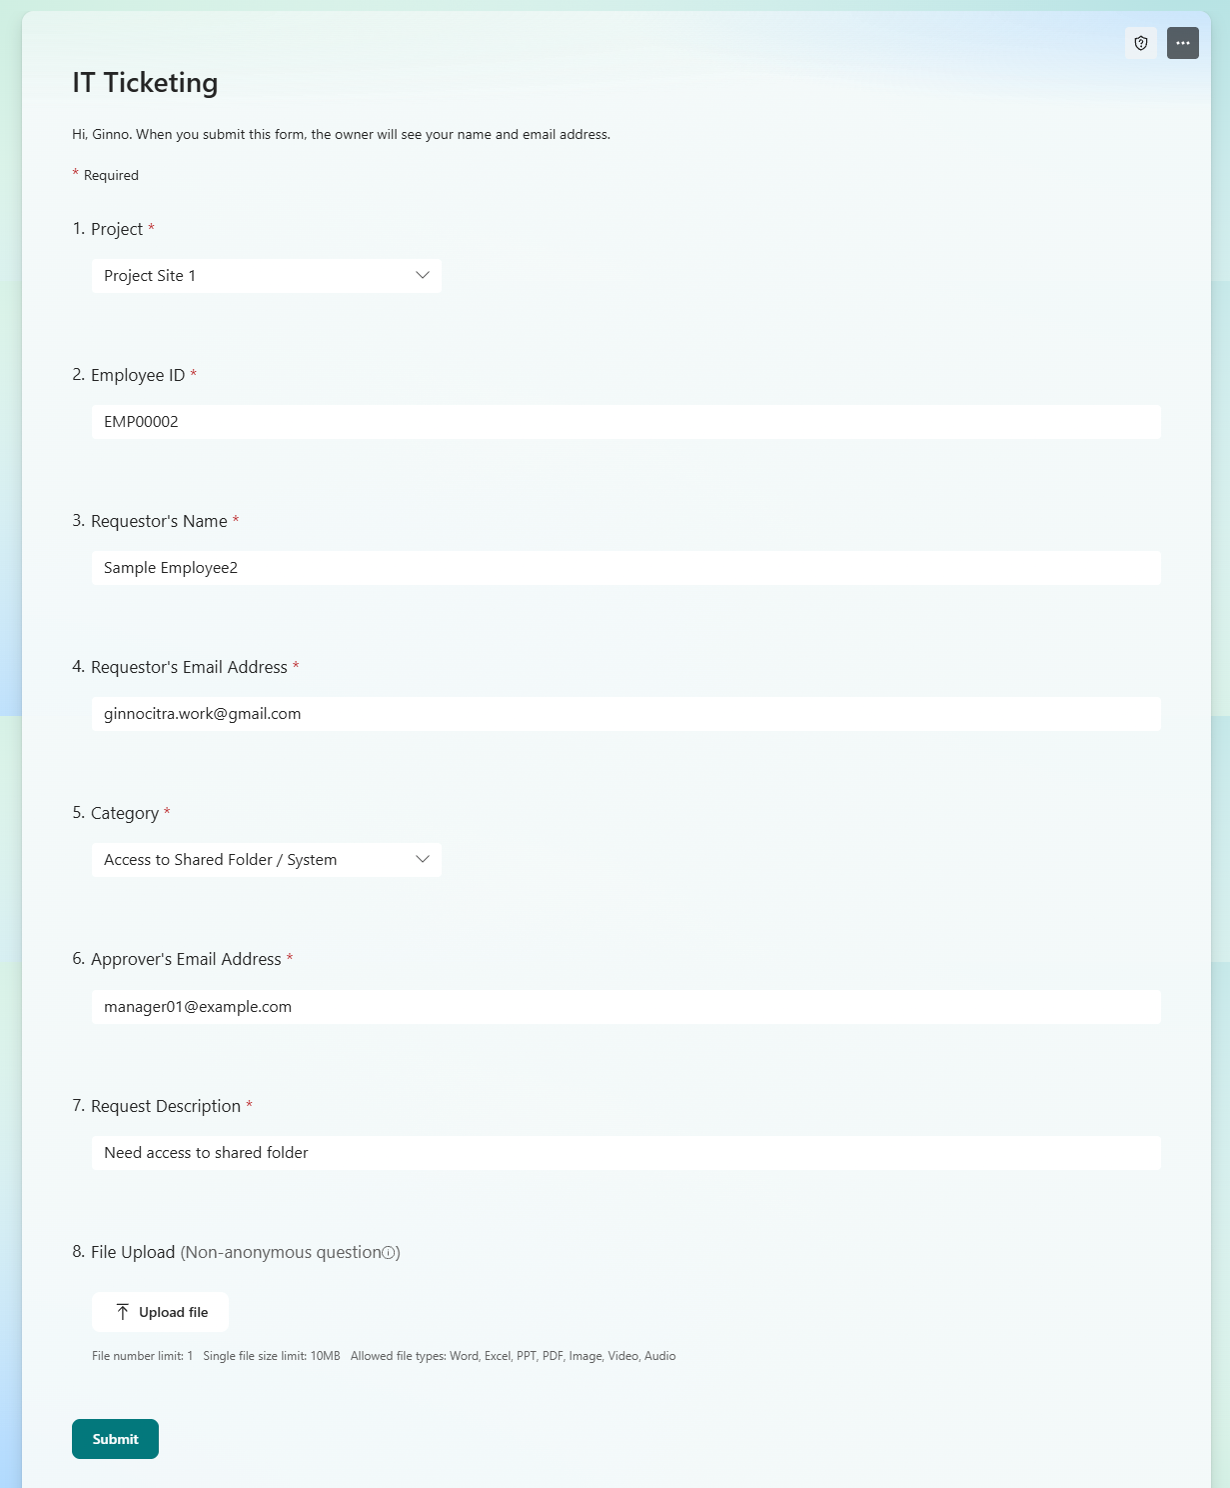 IT Ticketing
Hi, Ginno. When you submit this form, the owner will see your name and email address.
* Required
1. Project *
Project Site 1
2. Employee ID *
EMP00002
3. Requestor's Name *
Sample Employee2
4. Requestor's Email Address *
ginnocitra.work@gmail.com
5. Category *
Access to Shared Folder / System
6. Approver's Email Address *
manager01@example.com
7. Request Description *
Need access to shared folder
8. File Upload (Non-anonymous question)
Upload file
File number limit: 1 Single file size limit: 10MB Allowed file types: Word, Excel, PPT, PDF, Image, Video, Audio
Submit